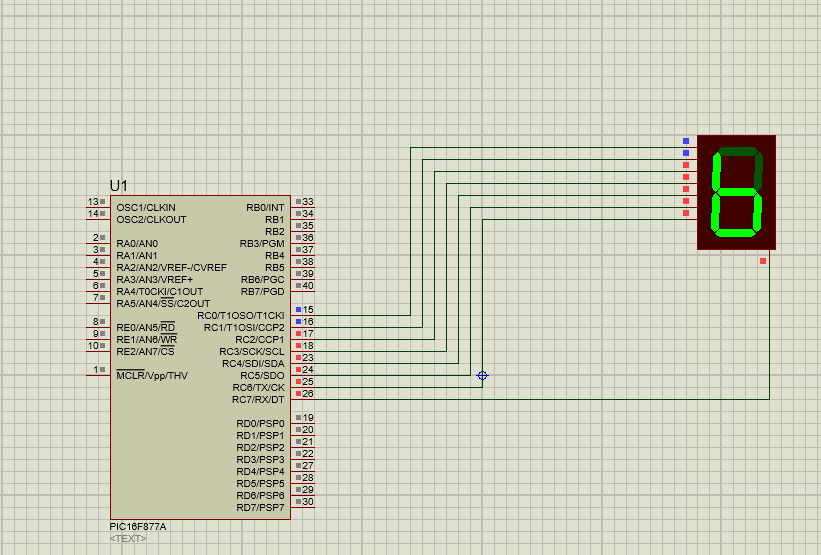 U1
13 OSC1/CLKIN RB0/INT 33
14 OSC2/CLKOUT RB1 34
RB2 35
2 RA0/AN0 RB3/PGM 36
3 RA1/AN1 RB4 37
4 RA2/AN2/VREF-/CVREF RB5 38
5 RA3/AN3/VREF+ RB6/PGC 39
6 RA4/T0CKI/C1OUT RB7/PGD 40
7 RA5/AN4/SS/C2OUT
RC0/T1OSO/T1CKI 15
8 RE0/AN5/RD RC1/T1OSI/CCP2 16
9 RE1/AN6/WR RC2/CCP1 17
10 RE2/AN7/CS RC3/SCK/SCL 18
RC4/SDI/SDA 23
1 MCLR/Vpp/THV RC5/SDO 24
RC6/TX/CK 25
RC7/RX/DT 26
RD0/PSP0 19
RD1/PSP1 20
RD2/PSP2 21
RD3/PSP3 22
RD4/PSP4 27
RD5/PSP5 28
RD6/PSP6 29
RD7/PSP7 30
PIC16F877A
<TEXT>
b